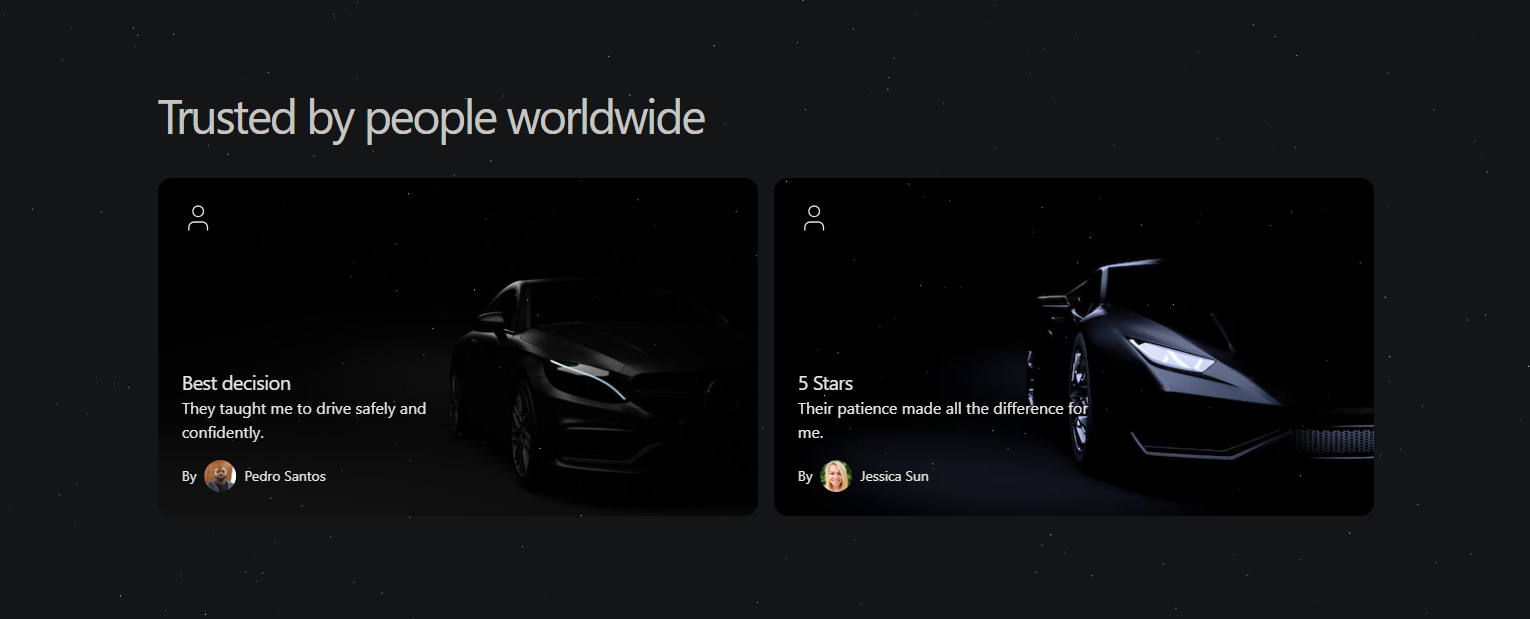 Trusted by people worldwide
Best decision
They taught me to drive safely and
confidently.
By Pedro Santos
5 Stars
Their patience made all the difference for
me.
By Jessica Sun